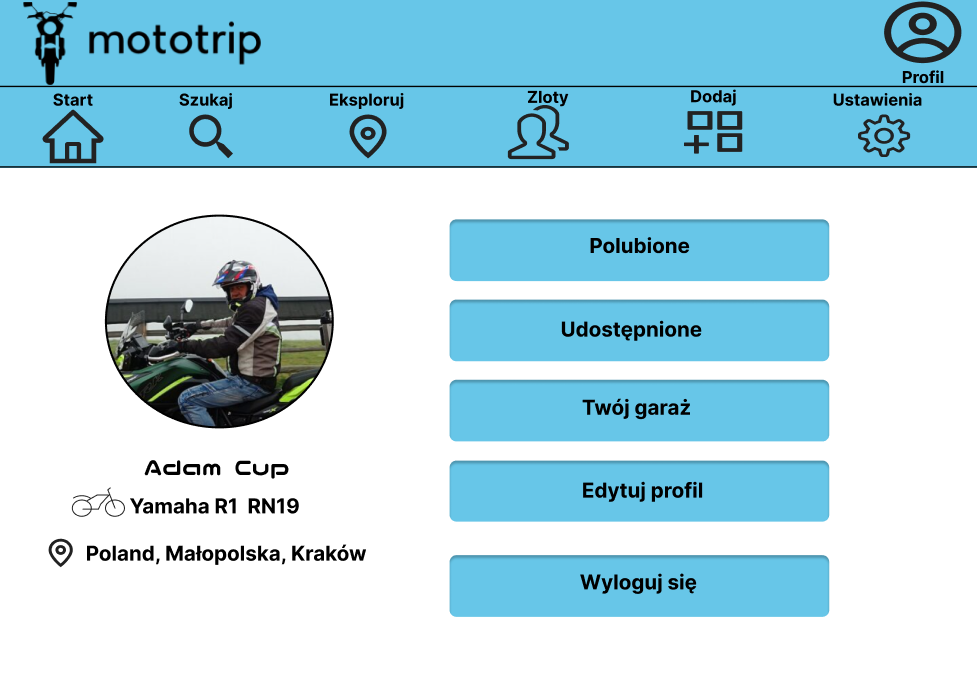 mototrip
Profil
Start
Szukaj
Eksploruj
Zloty
Dodaj
Ustawienia
Polubione
Udostępnione
Twój garaż
Edytuj profil
Wyloguj się
Adam Cup
Yamaha R1 RN19
Poland, Małopolska, Kraków